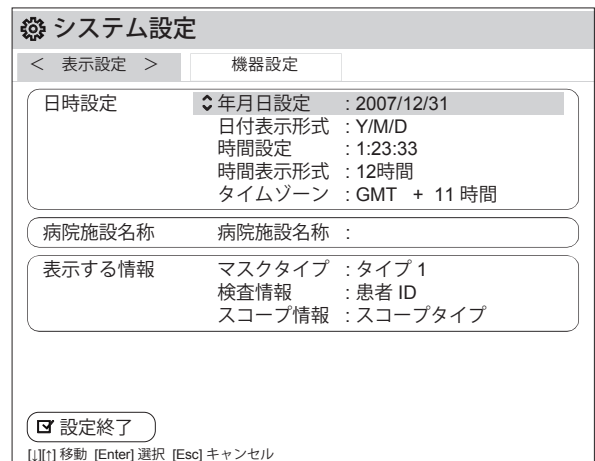 システム設定
< 表示設定 > 機器設定
日時設定 年月日設定 : 2007/12/31
日付表示形式 : Y/M/D
時間設定 : 1:23:33
時間表示形式 : 12時間
タイムゾーン : GMT + 11 時間
病院施設名称 病院施設名称 :
表示する情報 マスクタイプ : タイプ 1
検査情報 : 患者 ID
スコープ情報 : スコープタイプ
設定終了
[↓][↑] 移動 [Enter] 選択 [Esc] キャンセル